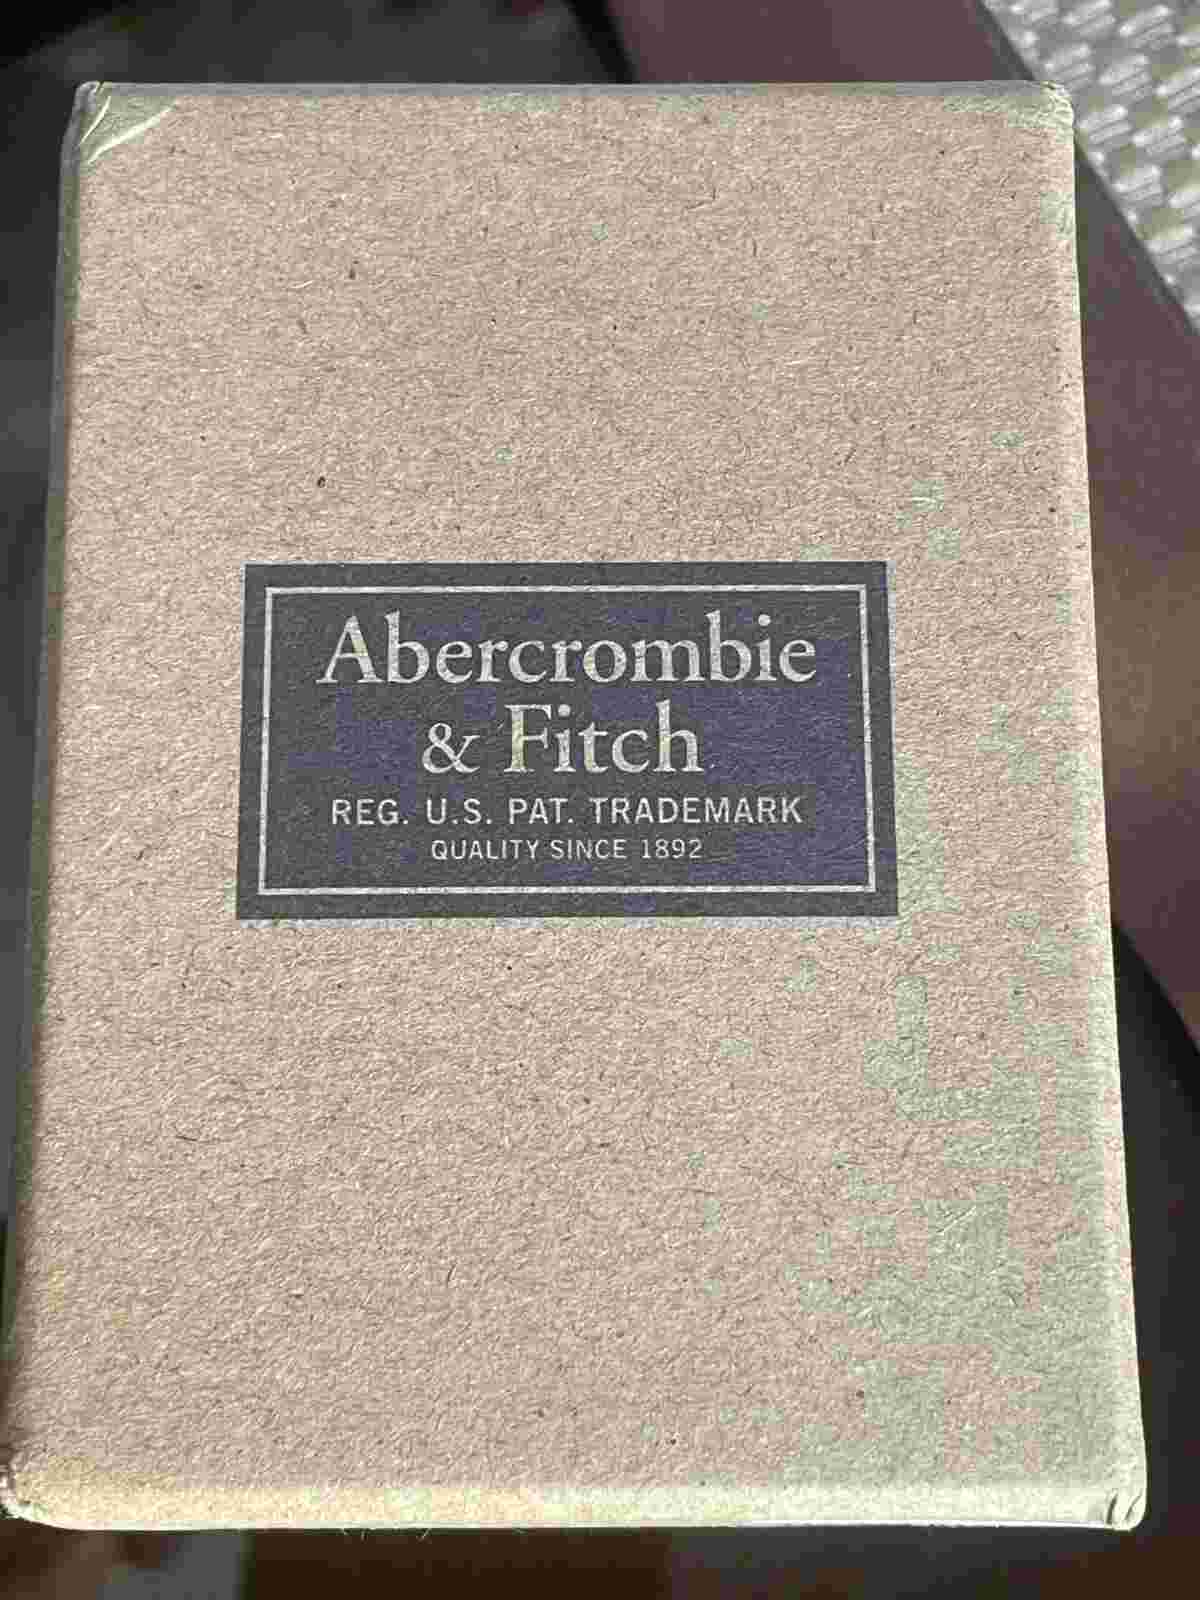 Abercrombie
& Fitch
REG. U.S. PAT. TRADEMARK
QUALITY SINCE 1892